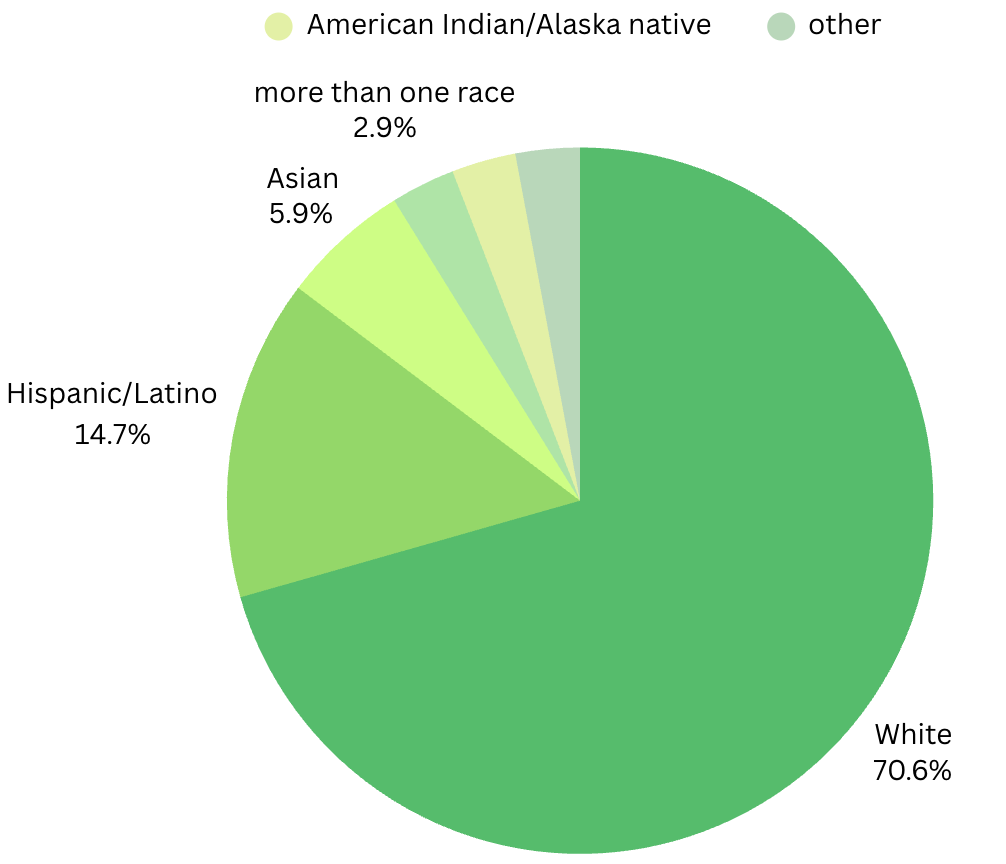 American Indian/Alaska native
other
more than one race
2.9%
Asian
5.9%
Hispanic/Latino
14.7%
White
70.6%